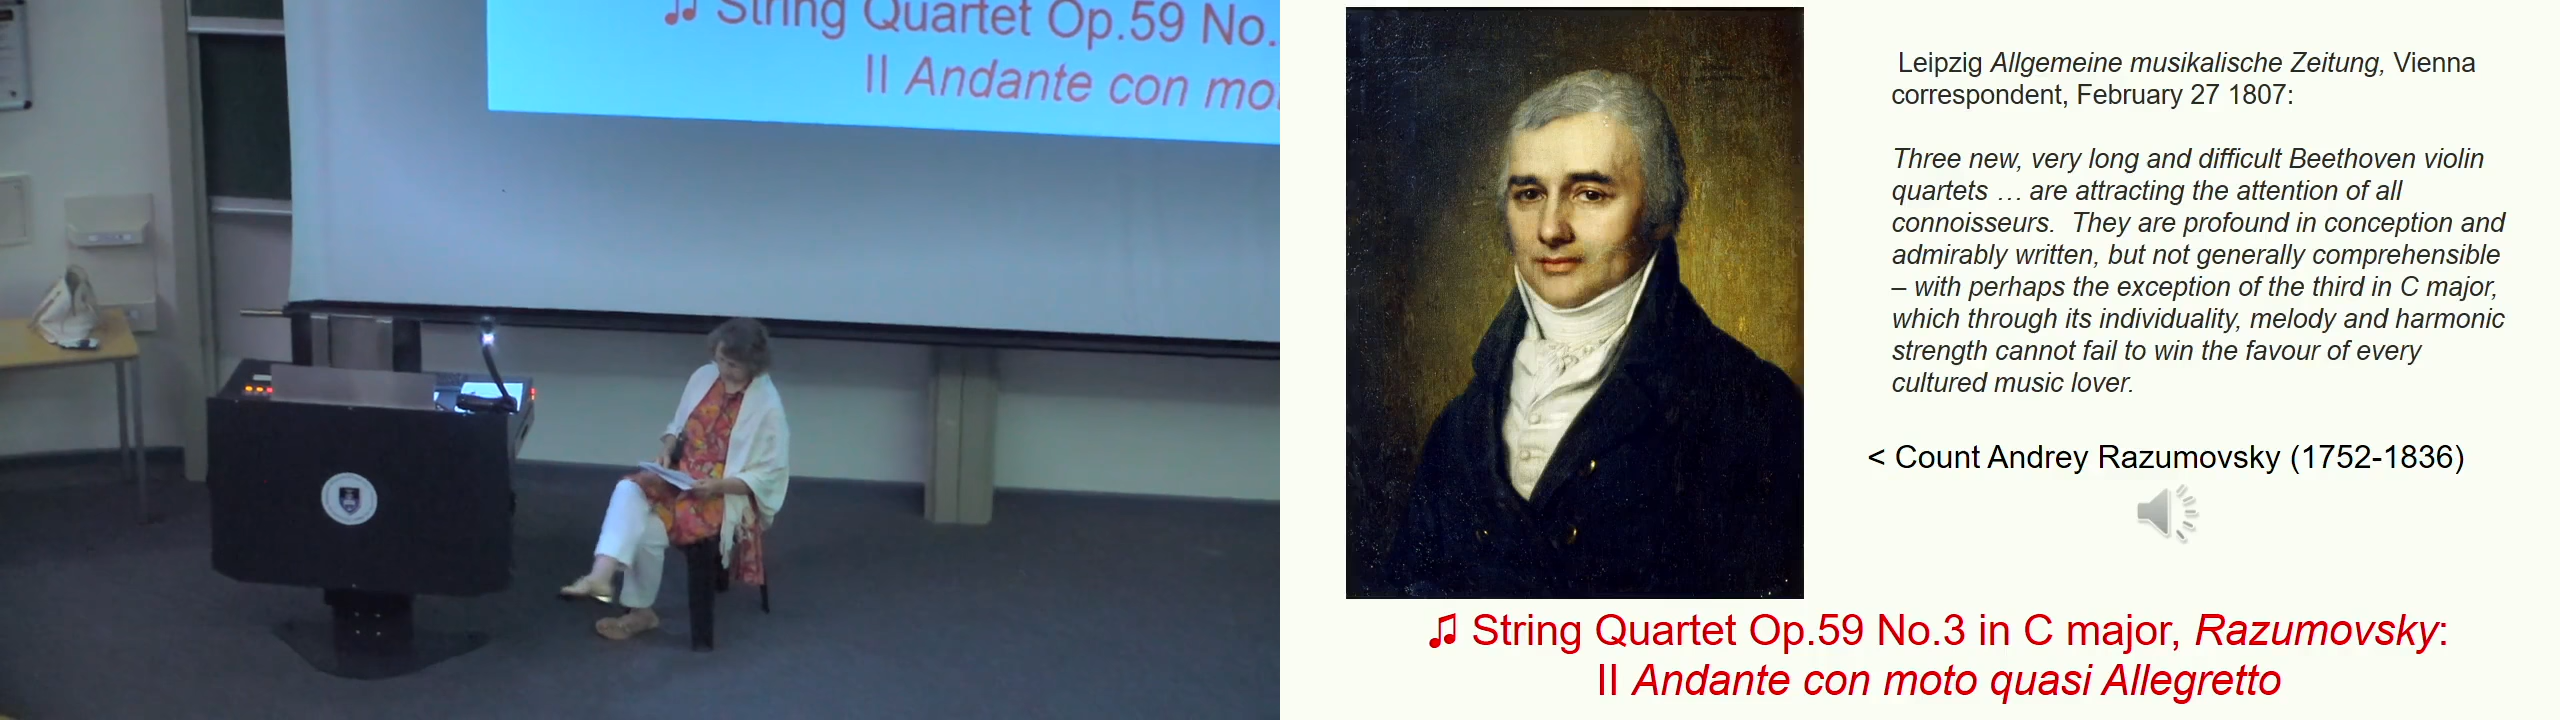 ♫ String Quartet Op.59 No.
II Andante con mo
Leipzig Allgemeine musikalische Zeitung, Vienna
correspondent, February 27 1807:
Three new, very long and difficult Beethoven violin
quartets … are attracting the attention of all
connoisseurs. They are profound in conception and
admirably written, but not generally comprehensible
– with perhaps the exception of the third in C major,
which through its individuality, melody and harmonic
strength cannot fail to win the favour of every
cultured music lover.
< Count Andrey Razumovsky (1752-1836)
♫ String Quartet Op.59 No.3 in C major, Razumovsky:
II Andante con moto quasi Allegretto